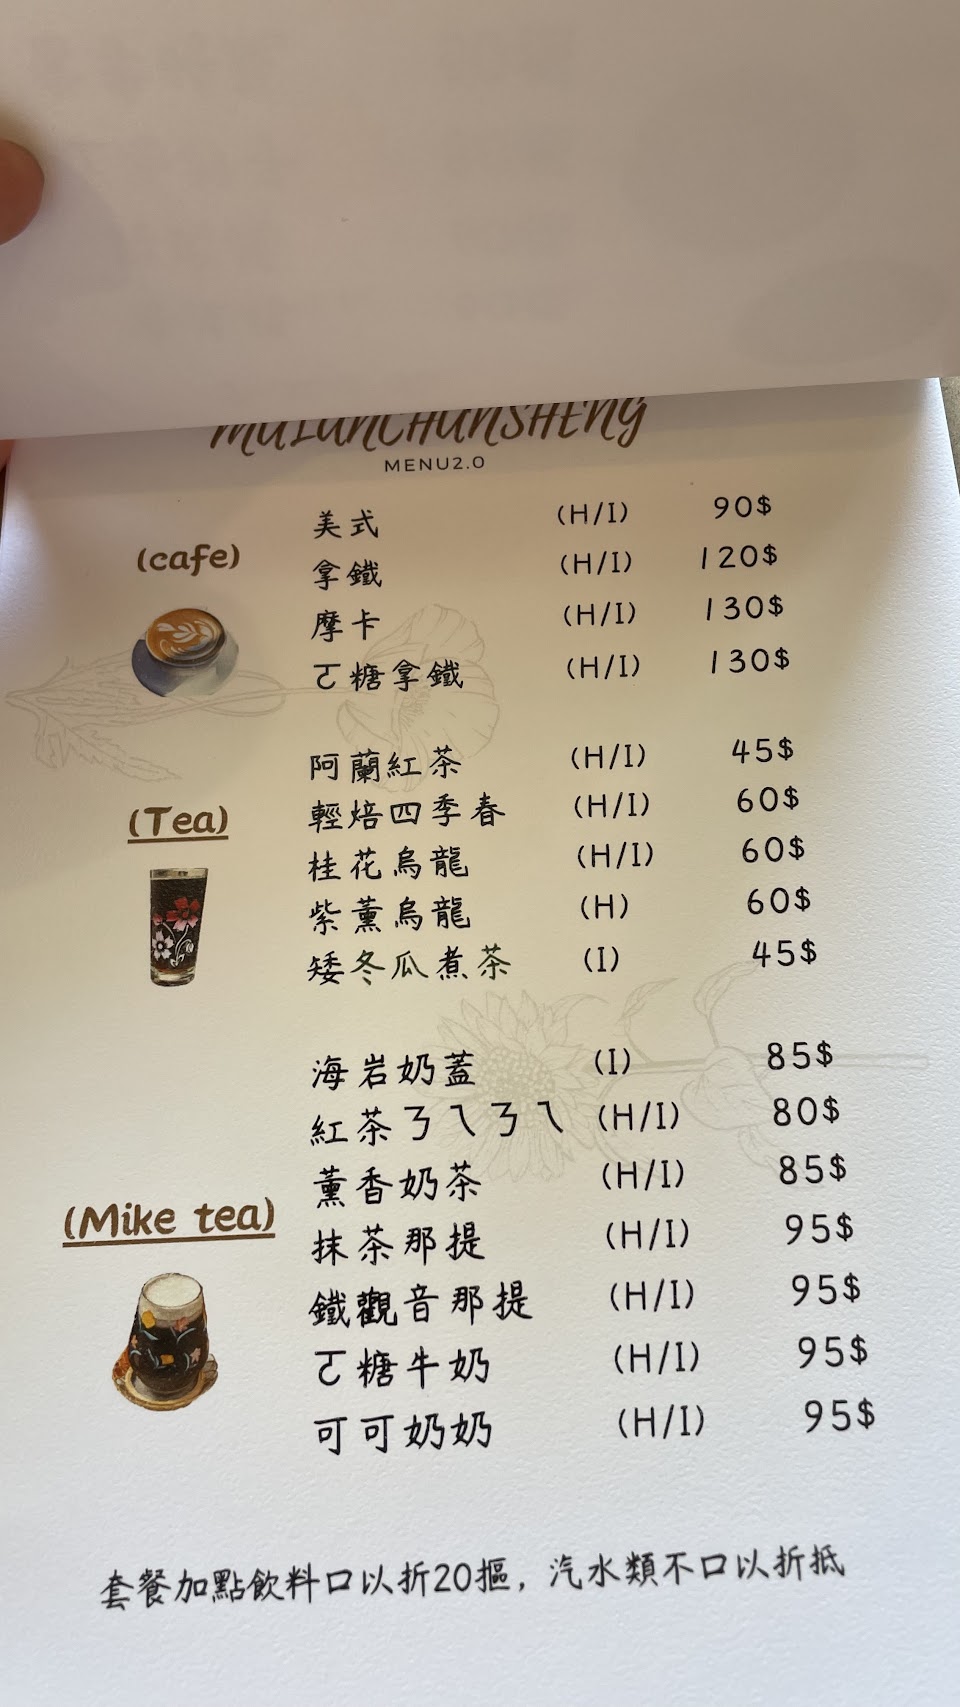 MULANCHUNSHENG
MENU2.0
(cafe)
美式 (H/I) 90$
拿鐵 (H/I) 120$
摩卡 (H/I) 130$
ㄛ糖拿鐵 (H/I) 130$
(Tea)
阿蘭紅茶 (H/I) 45$
輕焙四季春 (H/I) 60$
桂花烏龍 (H/I) 60$
紫薰烏龍 (H) 60$
矮冬瓜煮茶 (I) 45$
(Mike tea)
海岩奶蓋 (I) 85$
紅茶ㄋㄟㄋㄟ (H/I) 80$
薰香奶茶 (H/I) 85$
抹茶那提 (H/I) 95$
鐵觀音那提 (H/I) 95$
ㄛ糖牛奶 (H/I) 95$
可可奶奶 (H/I) 95$
套餐加點飲料口以折20摳，汽水類不口以折抵